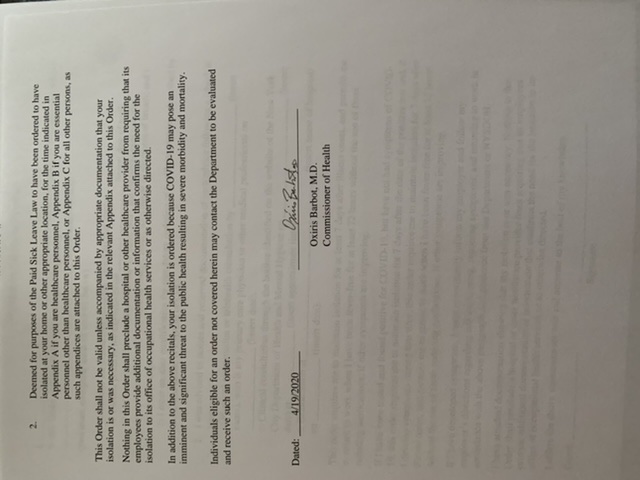 2. Deemed for purposes of the Paid Sick Leave Law to have been ordered to have
isolated at your home or other appropriate location, for the time indicated in
Appendix A if you are healthcare personnel, Appendix B if you are essential
personnel other than healthcare personnel, or Appendix C for all other persons, as
such appendices are attached to this Order.
This Order shall not be valid unless accompanied by appropriate documentation that your
isolation is or was necessary, as indicated in the relevant Appendix attached to this Order.
Nothing in this Order shall preclude a hospital or other healthcare provider from requiring that its
employees provide additional documentation or information that confirms the need for the
isolation to its office of occupational health services or as otherwise directed.
In addition to the above recitals, your isolation is ordered because COVID-19 may pose an
imminent and significant threat to the public health resulting in severe morbidity and mortality.
Individuals eligible for an order not covered herein may contact the Department to be evaluated
and receive such an order.
Dated: 4/19/2020 Oxiris Barbot
Oxiris Barbot, M.D.
Commissioner of Health